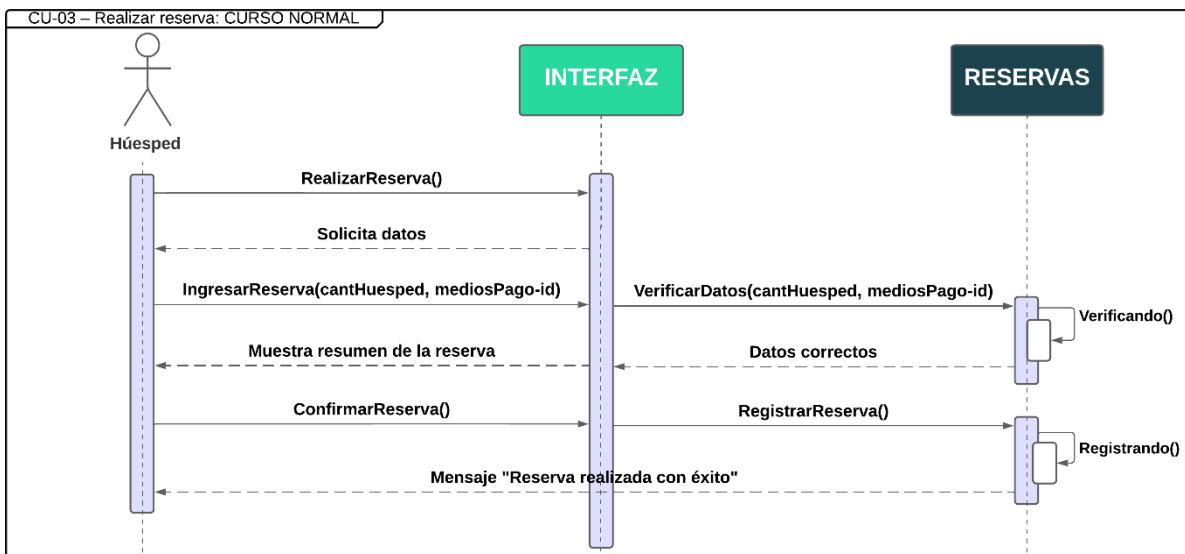 CU-03 – Realizar reserva: CURSO NORMAL
INTERFAZ
RESERVAS
Húesped
RealizarReserva()
Solicita datos
IngresarReserva(cantHuesped, mediosPago-id)
VerificarDatos(cantHuesped, mediosPago-id)
Verificando()
Muestra resumen de la reserva
Datos correctos
ConfirmarReserva()
RegistrarReserva()
Registrando()
Mensaje "Reserva realizada con éxito"